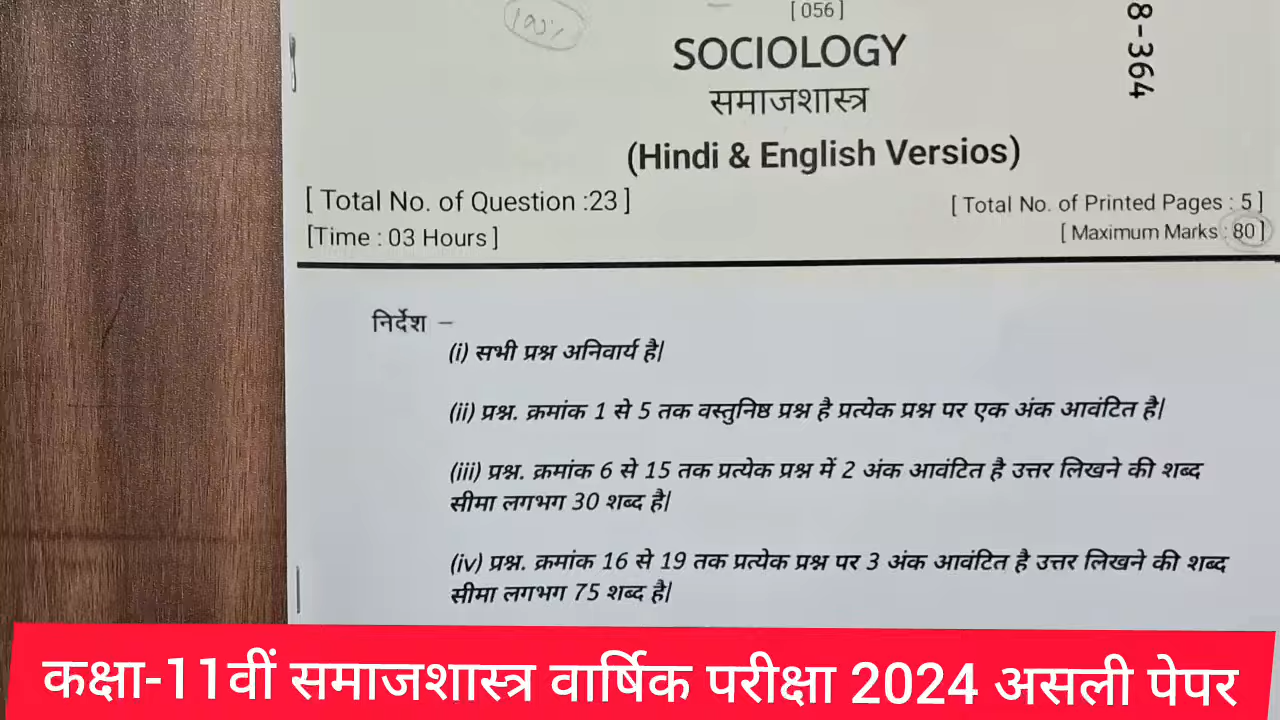 [ 056 ]
8-364
SOCIOLOGY
समाजशास्त्र
(Hindi & English Versios)
[ Total No. of Question :23 ]
[ Total No. of Printed Pages : 5 ]
[Time : 03 Hours ]
[ Maximum Marks : 80 ]
निर्देश –
(i) सभी प्रश्न अनिवार्य है|
(ii) प्रश्न. क्रमांक 1 से 5 तक वस्तुनिष्ठ प्रश्न है प्रत्येक प्रश्न पर एक अंक आवंटित है|
(iii) प्रश्न. क्रमांक 6 से 15 तक प्रत्येक प्रश्न में 2 अंक आवंटित है उत्तर लिखने की शब्द
सीमा लगभग 30 शब्द है|
(iv) प्रश्न. क्रमांक 16 से 19 तक प्रत्येक प्रश्न पर 3 अंक आवंटित है उत्तर लिखने की शब्द
सीमा लगभग 75 शब्द है|
कक्षा-11वीं समाजशास्त्र वार्षिक परीक्षा 2024 असली पेपर